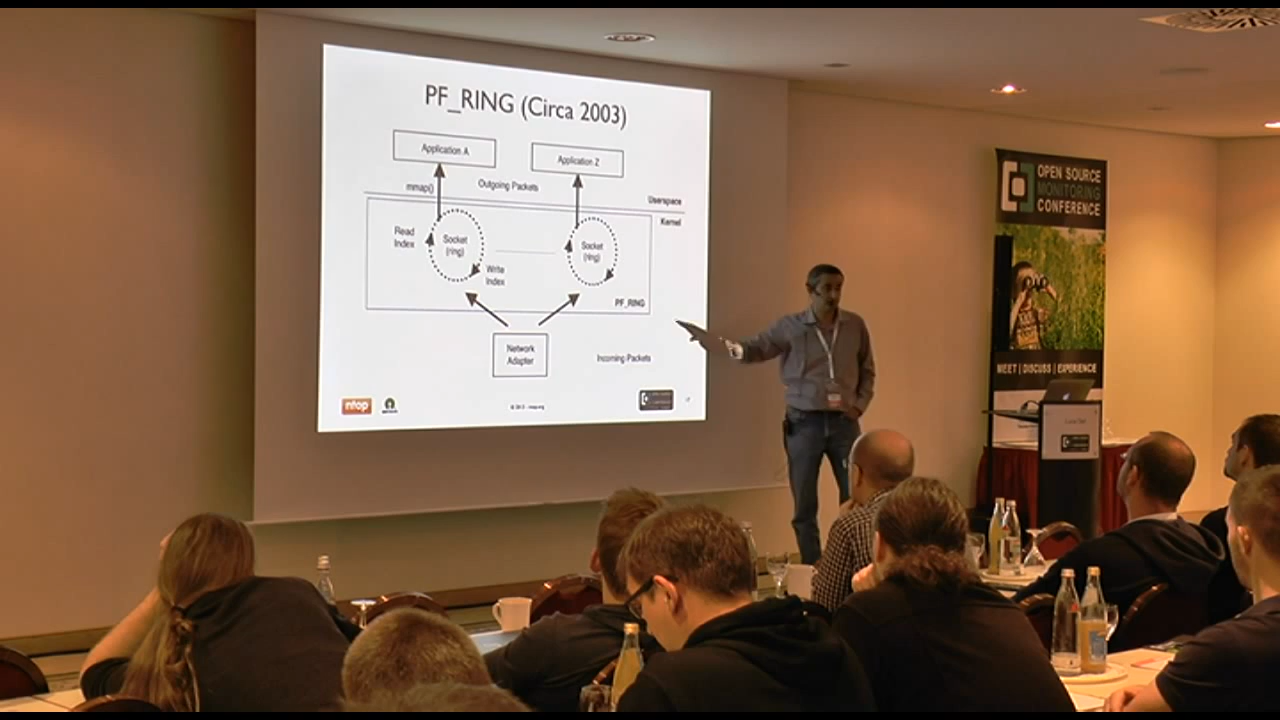 PF_RING (Circa 2003)
Application A
Application Z
mmap()
Outgoing Packets
Userspace
Kernel
Read
Index
Socket
(ring)
Write
Index
Socket
(ring)
PF_RING
Network
Adapter
Incoming Packets
ntop
OPEN SOURCE
MONITORING
CONFERENCE
MEET | DISCUSS | EXPERIENCE